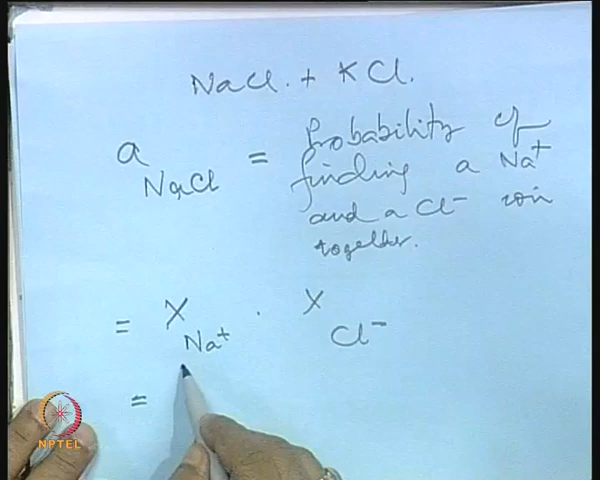 NaCl. + KCl.
a NaCl = Probability of
finding a Na+
and a Cl- ion
together.
= X Na+ . X Cl-
=
NPTEL